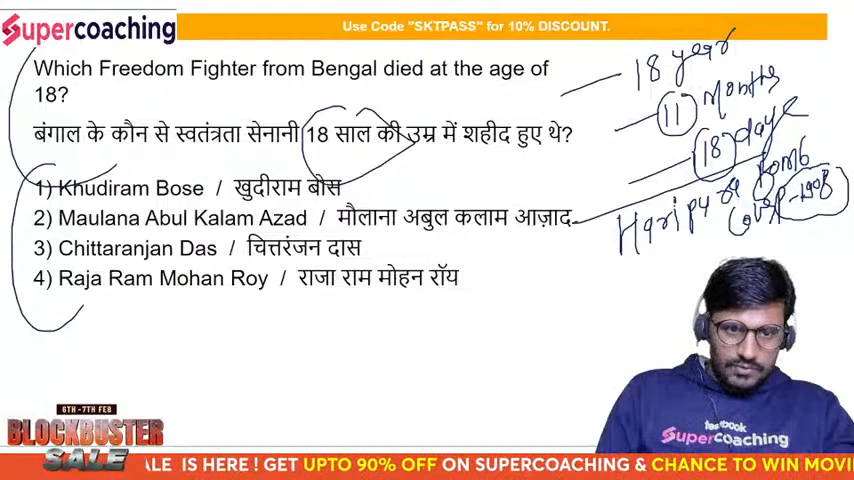 Supercoaching
Use Code "SKTPASS" for 10% DISCOUNT.
Which Freedom Fighter from Bengal died at the age of
18?
बंगाल के कौन से स्वतंत्रता सेनानी 18 साल की उम्र में शहीद हुए थे?
1) Khudiram Bose / खुदीराम बोस
2) Maulana Abul Kalam Azad / मौलाना अबुल कलाम आज़ाद
3) Chittaranjan Das / चित्तरंजन दास
4) Raja Ram Mohan Roy / राजा राम मोहन रॉय
18 year
11 Months
18 days
Bomb
1908
testbook
Supercoaching
6TH -7TH FEB
BLOCKBUSTER
SALE
ALE IS HERE ! GET UPTO 90% OFF ON SUPERCOACHING & CHANCE TO WIN MOVI